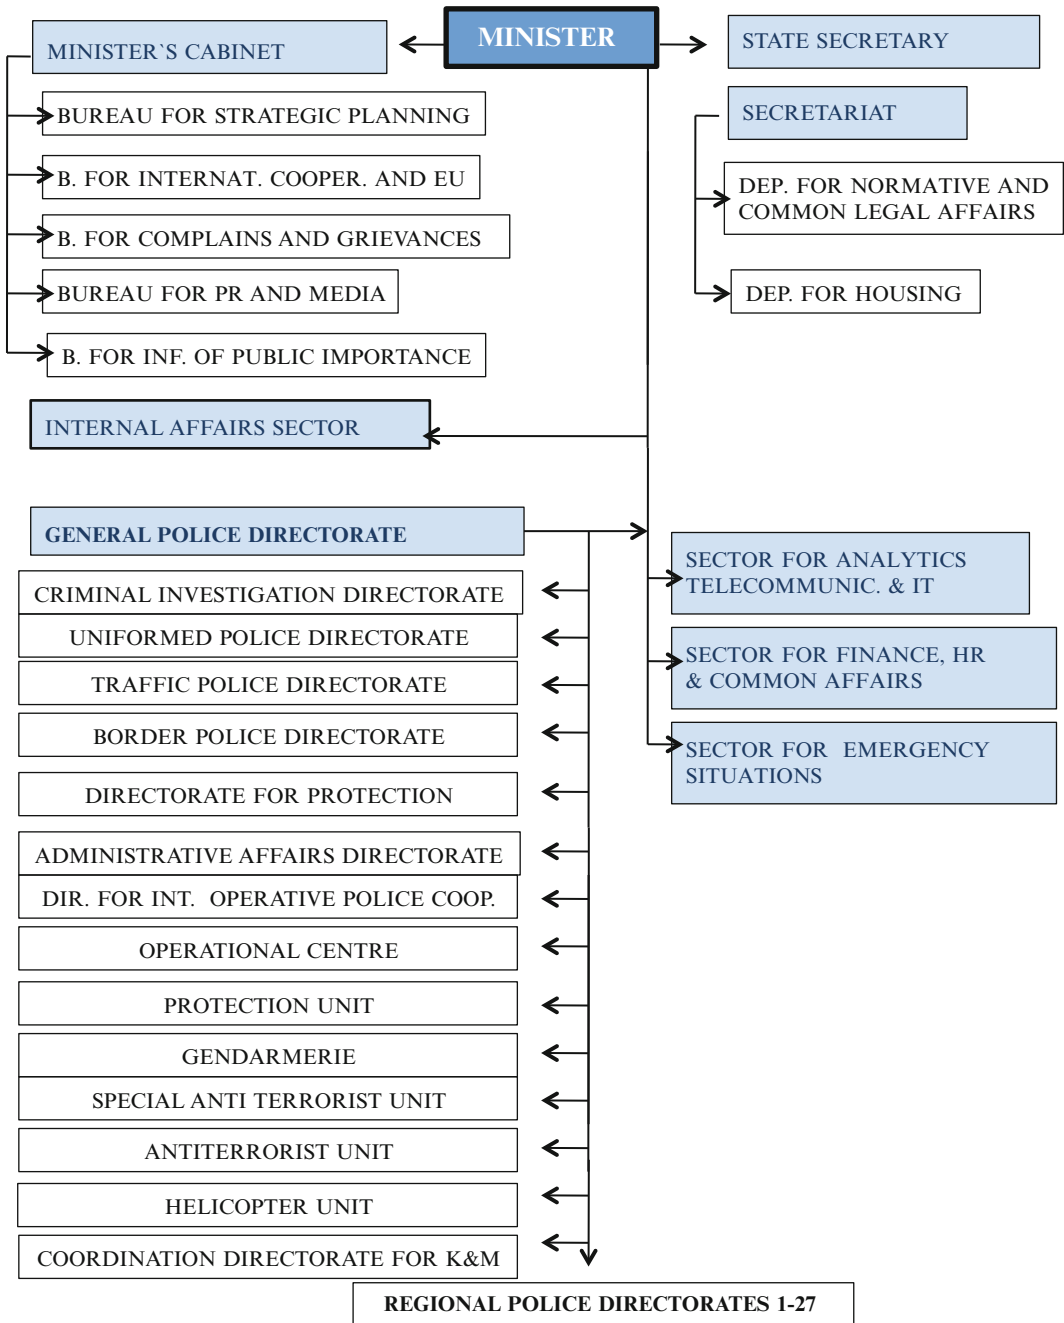 MINISTER
MINISTER`S CABINET
STATE SECRETARY
BUREAU FOR STRATEGIC PLANNING
B. FOR INTERNAT. COOPER. AND EU
B. FOR COMPLAINS AND GRIEVANCES
BUREAU FOR PR AND MEDIA
B. FOR INF. OF PUBLIC IMPORTANCE
SECRETARIAT
DEP. FOR NORMATIVE AND
COMMON LEGAL AFFAIRS
DEP. FOR HOUSING
INTERNAL AFFAIRS SECTOR
GENERAL POLICE DIRECTORATE
CRIMINAL INVESTIGATION DIRECTORATE
UNIFORMED POLICE DIRECTORATE
TRAFFIC POLICE DIRECTORATE
BORDER POLICE DIRECTORATE
DIRECTORATE FOR PROTECTION
ADMINISTRATIVE AFFAIRS DIRECTORATE
DIR. FOR INT. OPERATIVE POLICE COOP.
OPERATIONAL CENTRE
PROTECTION UNIT
GENDARMERIE
SPECIAL ANTI TERRORIST UNIT
ANTITERRORIST UNIT
HELICOPTER UNIT
COORDINATION DIRECTORATE FOR K&M
SECTOR FOR ANALYTICS
TELECOMMUNIC. & IT
SECTOR FOR FINANCE, HR
& COMMON AFFAIRS
SECTOR FOR EMERGENCY
SITUATIONS
REGIONAL POLICE DIRECTORATES 1-27